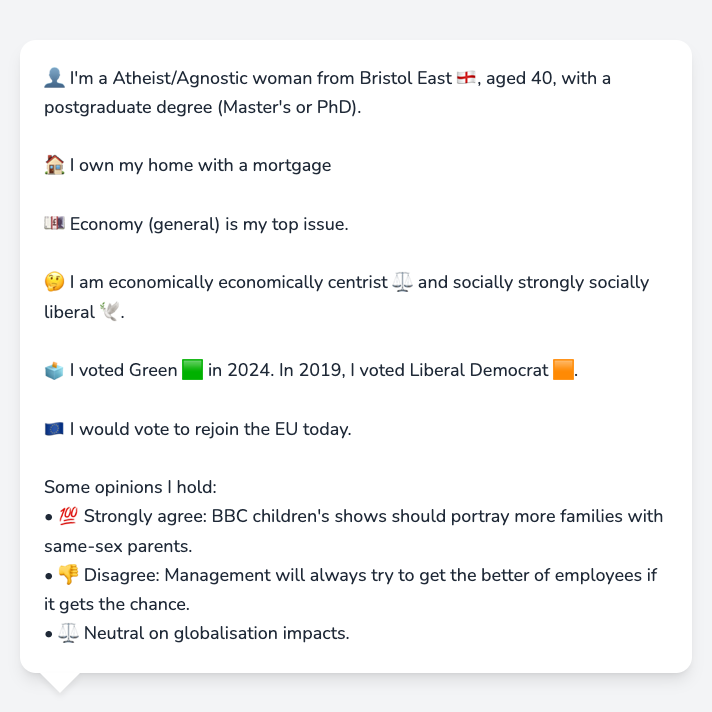 👤 I'm a Atheist/Agnostic woman from Bristol East 🏴󠁧󠁢󠁥󠁮󠁧󠁿, aged 40, with a
postgraduate degree (Master's or PhD).
🏠 I own my home with a mortgage
💷 Economy (general) is my top issue.
🤔 I am economically economically centrist ⚖️ and socially strongly socially
liberal 🕊️.
🗳️ I voted Green 🟩 in 2024. In 2019, I voted Liberal Democrat 🟧.
🇪🇺 I would vote to rejoin the EU today.
Some opinions I hold:
• 💯 Strongly agree: BBC children's shows should portray more families with
same-sex parents.
• 👎 Disagree: Management will always try to get the better of employees if
it gets the chance.
• ⚖️ Neutral on globalisation impacts.